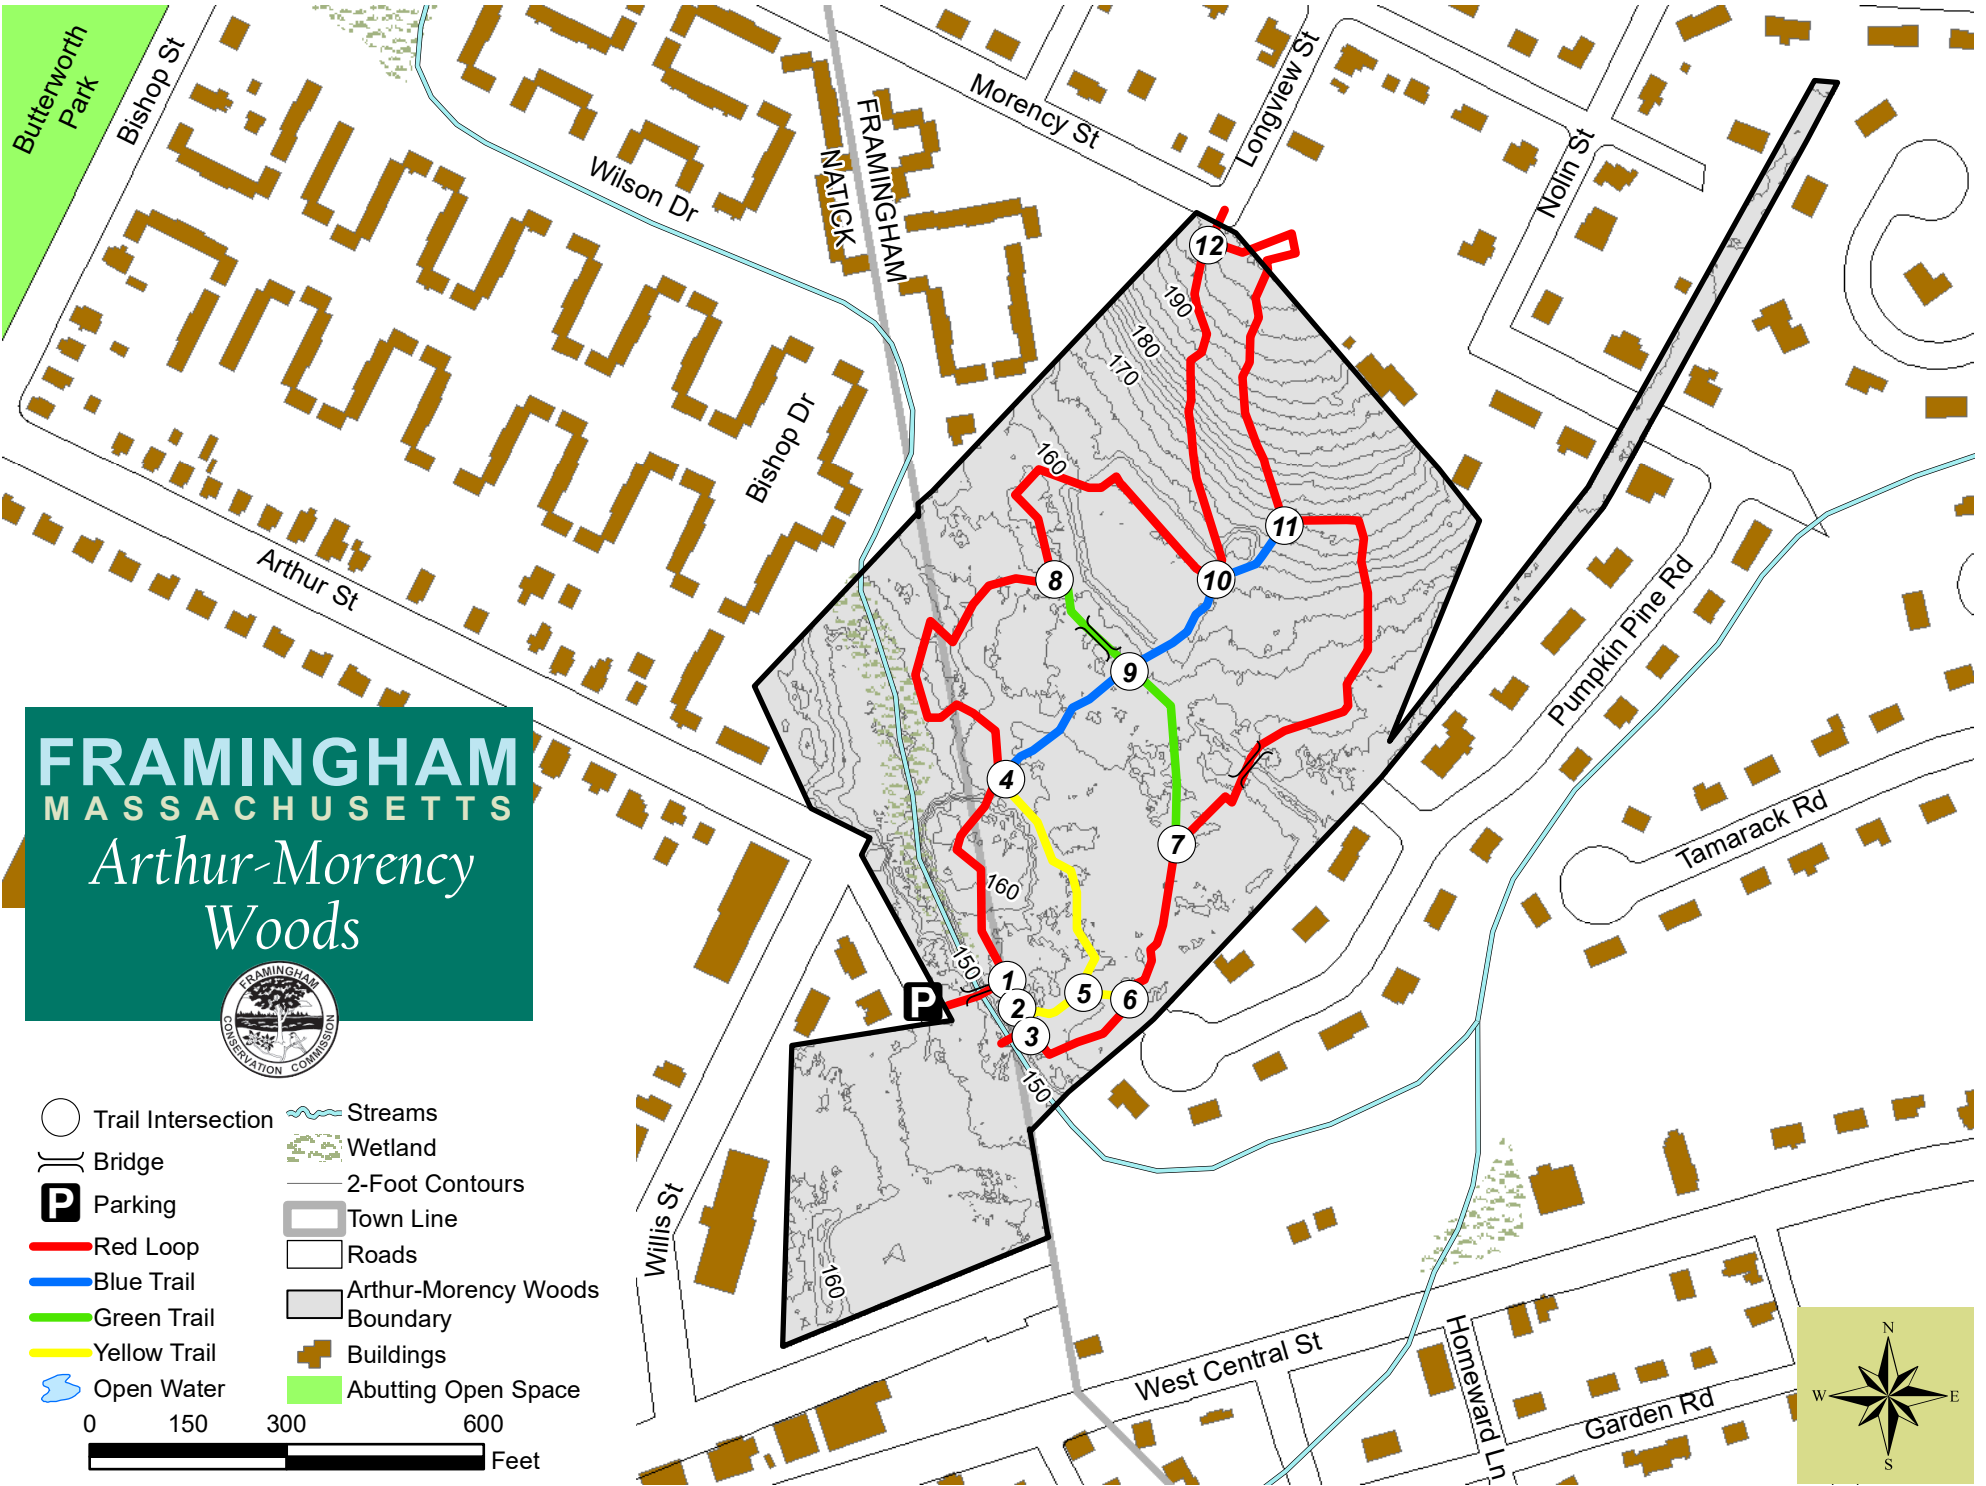 Butterworth
Park
Bishop St
Wilson Dr
NATICK
FRAMINGHAM
Morency St
Longview St
Nolin St
Bishop Dr
Arthur St
Pumpkin Pine Rd
Tamarack Rd
Willis St
West Central St
Homeward Ln
Garden Rd
190
180
170
160
160
150
150
160
12
11
10
8
9
4
7
1
2
3
5
6
P
FRAMINGHAM
MASSACHUSETTS
Arthur-Morency
Woods
FRAMINGHAM
CONSERVATION COMMISSION
Trail Intersection
Bridge
P Parking
Red Loop
Blue Trail
Green Trail
Yellow Trail
Open Water
Streams
Wetland
2-Foot Contours
Town Line
Roads
Arthur-Morency Woods
Boundary
Buildings
Abutting Open Space
0 150 300 600
Feet
N
W E
S